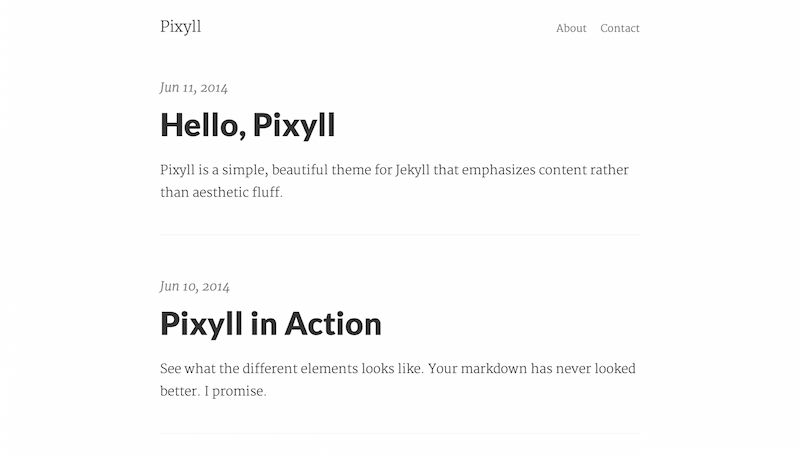 Pixyll
About Contact
Jun 11, 2014
Hello, Pixyll
Pixyll is a simple, beautiful theme for Jekyll that emphasizes content rather
than aesthetic fluff.
Jun 10, 2014
Pixyll in Action
See what the different elements looks like. Your markdown has never looked
better. I promise.